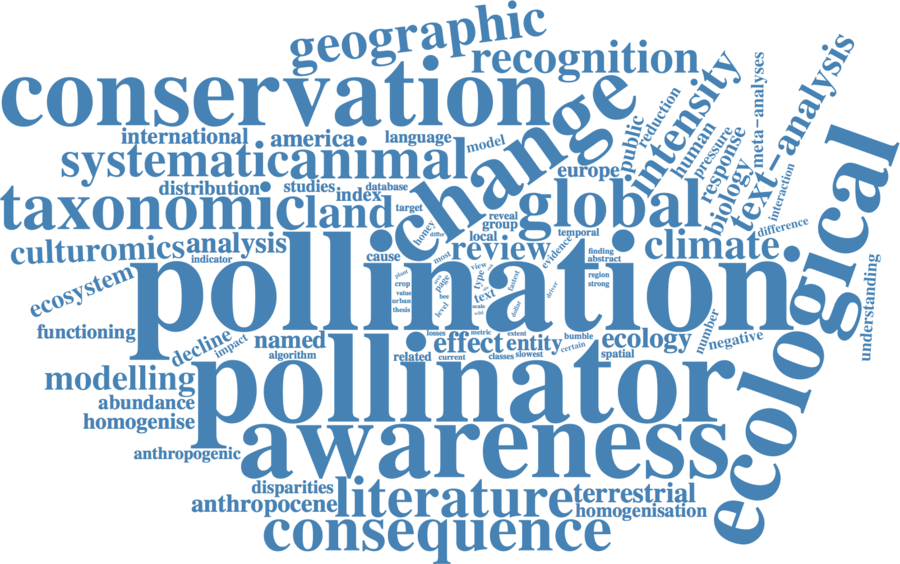 geographic
recognition
conservation
change
intensity
public
reduction
human
pressure
response
biology
meta-analyses
text-analysis
interaction
difference
international
america
language
model
systematic
animal
europe
distribution
studies
index
database
taxonomic
land
target
global
honey
differ
reveal
group
local
temporal
culturomics
analysis
indicator
cause
most
review
evidence
finding
abstract
climate
ecological
understanding
ecosystem
pollination
plant
crop
value
urban
thesis
area
page
bee
level
view
type
text
scale
wild
fastest
dollar
driver
region
strong
functioning
decline
impact
named
algorithm
losses
metric
extent
bumble
effect
entity
certain
related
current
classes
slowest
ecology
spatial
number
negative
modelling
pollinator
abundance
homogenise
awareness
anthropogenic
disparities
anthropocene
literature
terrestrial
homogenisation
consequence